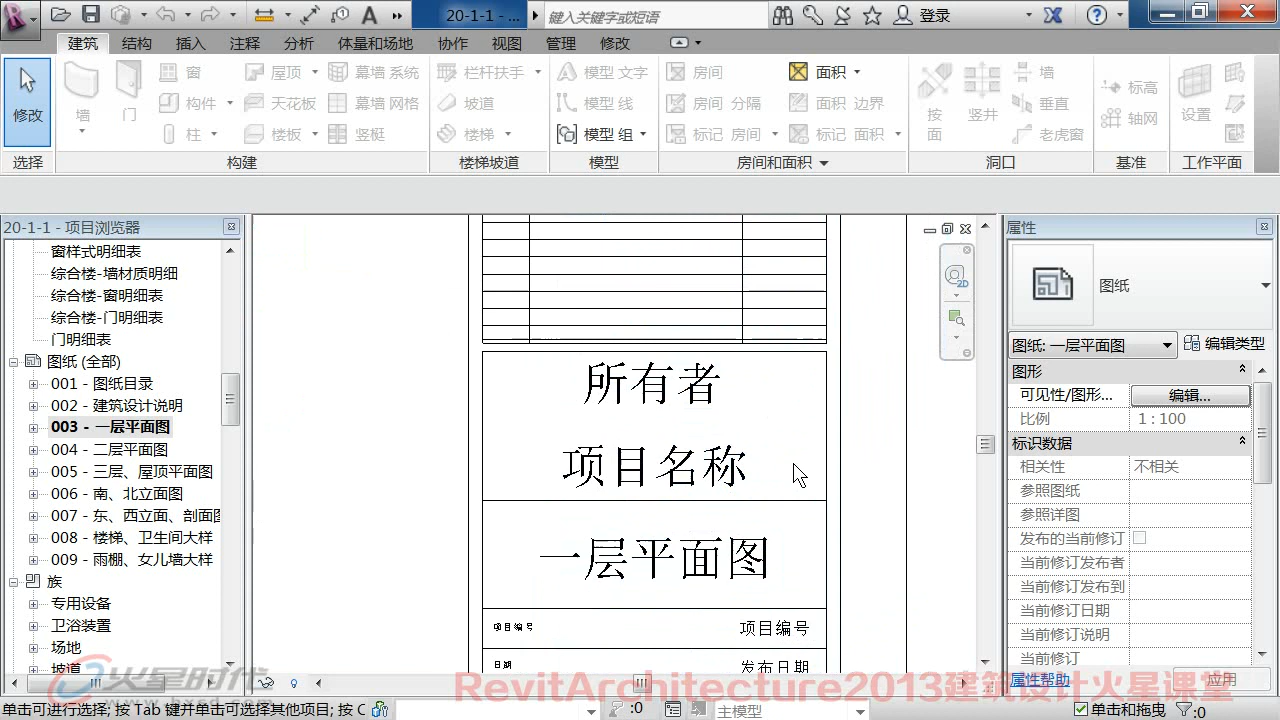 20-1-1 - ...
键入关键字或短语
登录
建筑 结构 插入 注释 分析 体量和场地 协作 视图 管理 修改
修改
墙
门
窗
构件
柱
屋顶
天花板
楼板
幕墙 系统
幕墙 网格
竖梃
栏杆扶手
坡道
楼梯
模型 文字
模型 线
模型 组
房间
房间 分隔
标记 房间
面积
面积 边界
标记 面积
按面
竖井
墙
垂直
老虎窗
标高
轴网
设置
选择 构建 楼梯坡道 模型 房间和面积 洞口 基准 工作平面
20-1-1 - 项目浏览器
窗样式明细表
综合楼-墙材质明细
综合楼-窗明细表
综合楼-门明细表
门明细表
图纸 (全部)
001 - 图纸目录
002 - 建筑设计说明
003 - 一层平面图
004 - 二层平面图
005 - 三层、屋顶平面图
006 - 南、北立面图
007 - 东、西立面、剖面图
008 - 楼梯、卫生间大样
009 - 雨棚、女儿墙大样
族
专用设备
卫浴装置
场地
坡道
所有者
项目名称
一层平面图
项目编号 项目编号
日期 发布日期
2D
属性
图纸
图纸: 一层平面图 编辑类型
图形
可见性/图形... 编辑...
比例 1 : 100
标识数据
相关性 不相关
参照图纸
参照详图
发布的当前修订
当前修订发布者
当前修订发布到
当前修订日期
当前修订说明
当前修订
属性帮助 应用
火星时代
RevitArchitecture2013建筑设计火星课堂
单击可进行选择; 按 Tab 键并单击可选择其他项目; 按 C
:0
主模型
单击和拖曳
:0